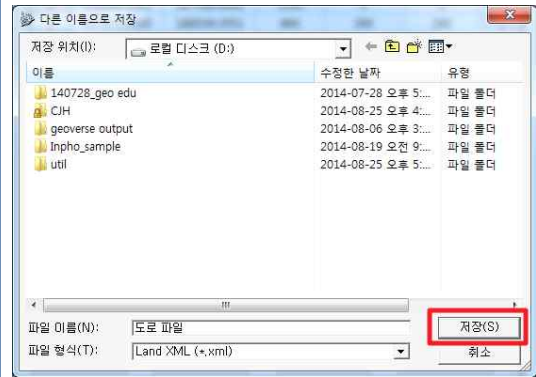 다른 이름으로 저장
저장 위치(I): 로컬 디스크 (D:)
이름 수정한 날짜 유형
140728_geo edu 2014-07-28 오후 5:... 파일 폴더
CJH 2014-08-25 오후 4:... 파일 폴더
geoverse output 2014-08-06 오후 3:... 파일 폴더
Inpho_sample 2014-08-19 오전 9:... 파일 폴더
util 2014-08-25 오후 5:... 파일 폴더
파일 이름(N): 도로 파일 저장(S)
파일 형식(T): Land XML (*.xml) 취소